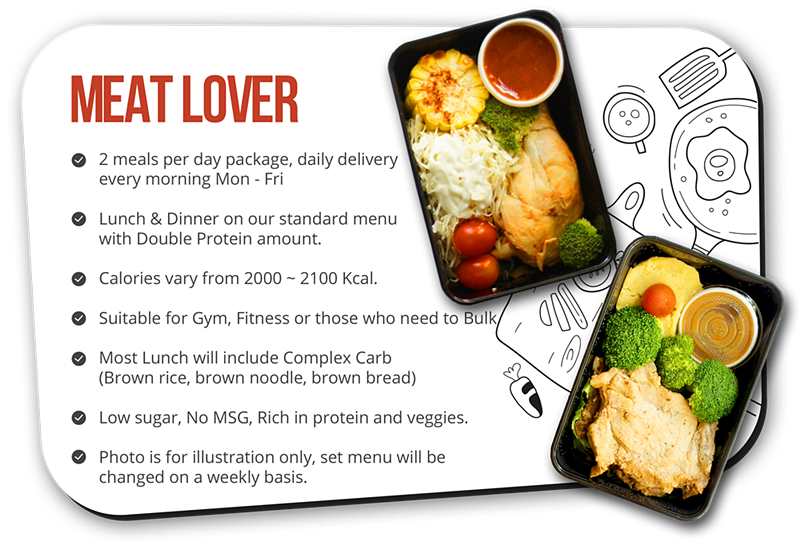 MEAT LOVER
2 meals per day package, daily delivery
every morning Mon - Fri
Lunch & Dinner on our standard menu
with Double Protein amount.
Calories vary from 2000 ~ 2100 Kcal.
Suitable for Gym, Fitness or those who need to Bulk
Most Lunch will include Complex Carb
(Brown rice, brown noodle, brown bread)
Low sugar, No MSG, Rich in protein and veggies.
Photo is for illustration only, set menu will be
changed on a weekly basis.